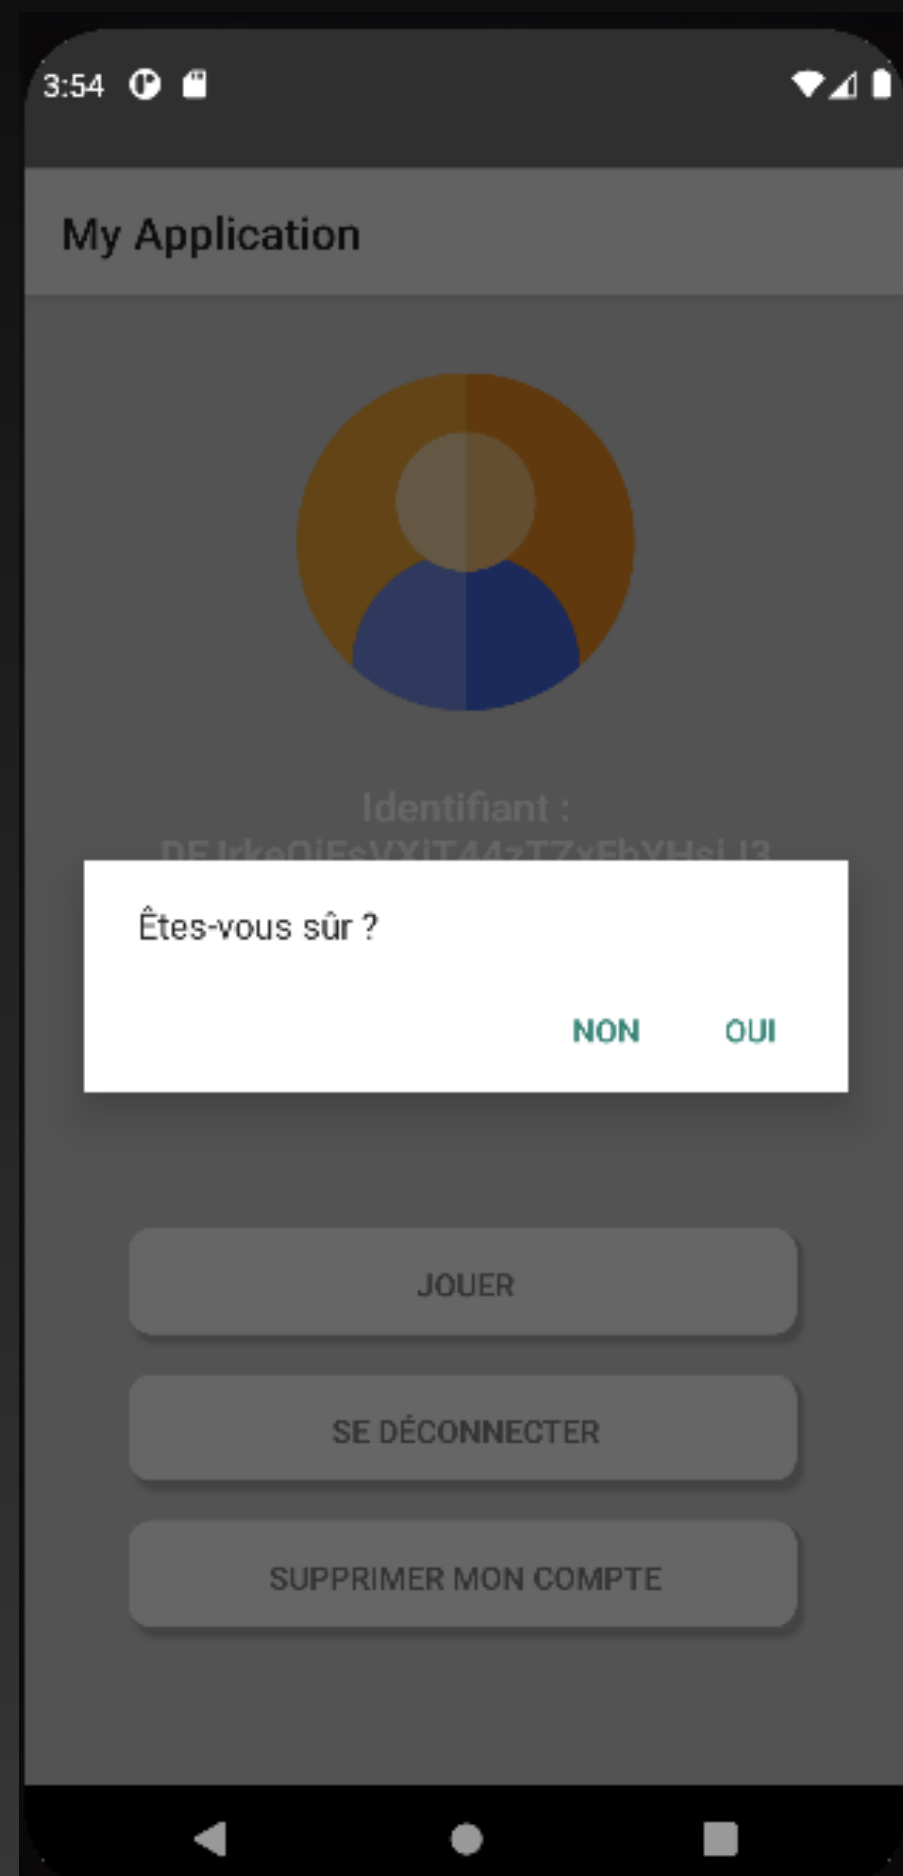 3:54
My Application
Identifiant :
Êtes-vous sûr ?
NON OUI
JOUER
SE DÉCONNECTER
SUPPRIMER MON COMPTE